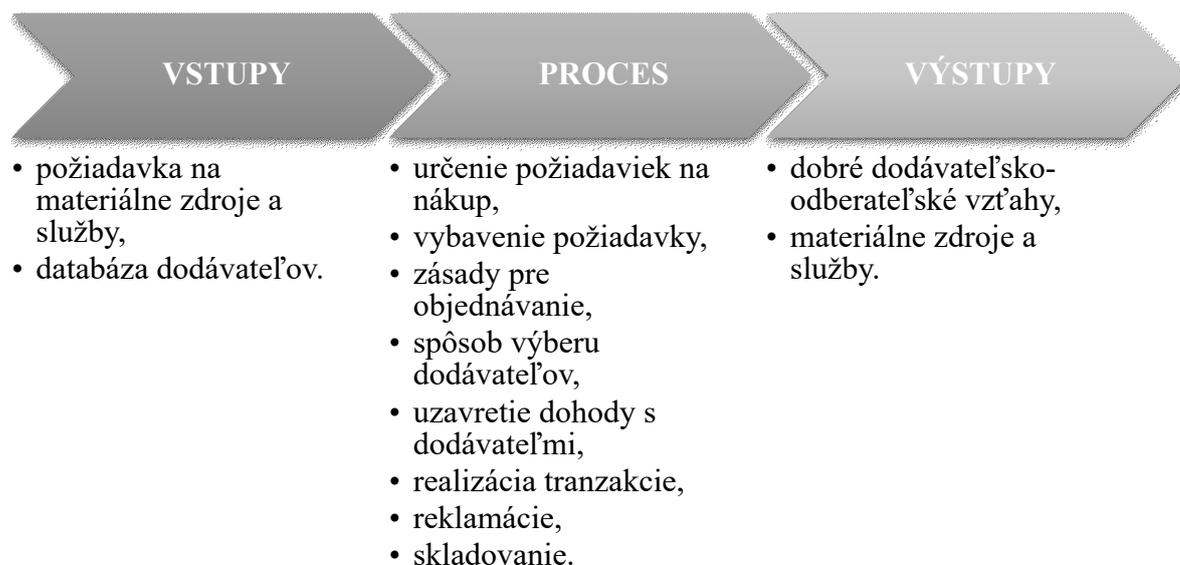 VSTUPY
• požiadavka na
materiálne zdroje a
služby,
• databáza dodávateľov.
PROCES
• určenie požiadaviek na
nákup,
• vybavenie požiadavky,
• zásady pre
objednávanie,
• spôsob výberu
dodávateľov,
• uzavretie dohody s
dodávateľmi,
• realizácia tranzakcie,
• reklamácie,
• skladovanie.
VÝSTUPY
• dobré dodávateľsko-
odberateľské vzťahy,
• materiálne zdroje a
služby.